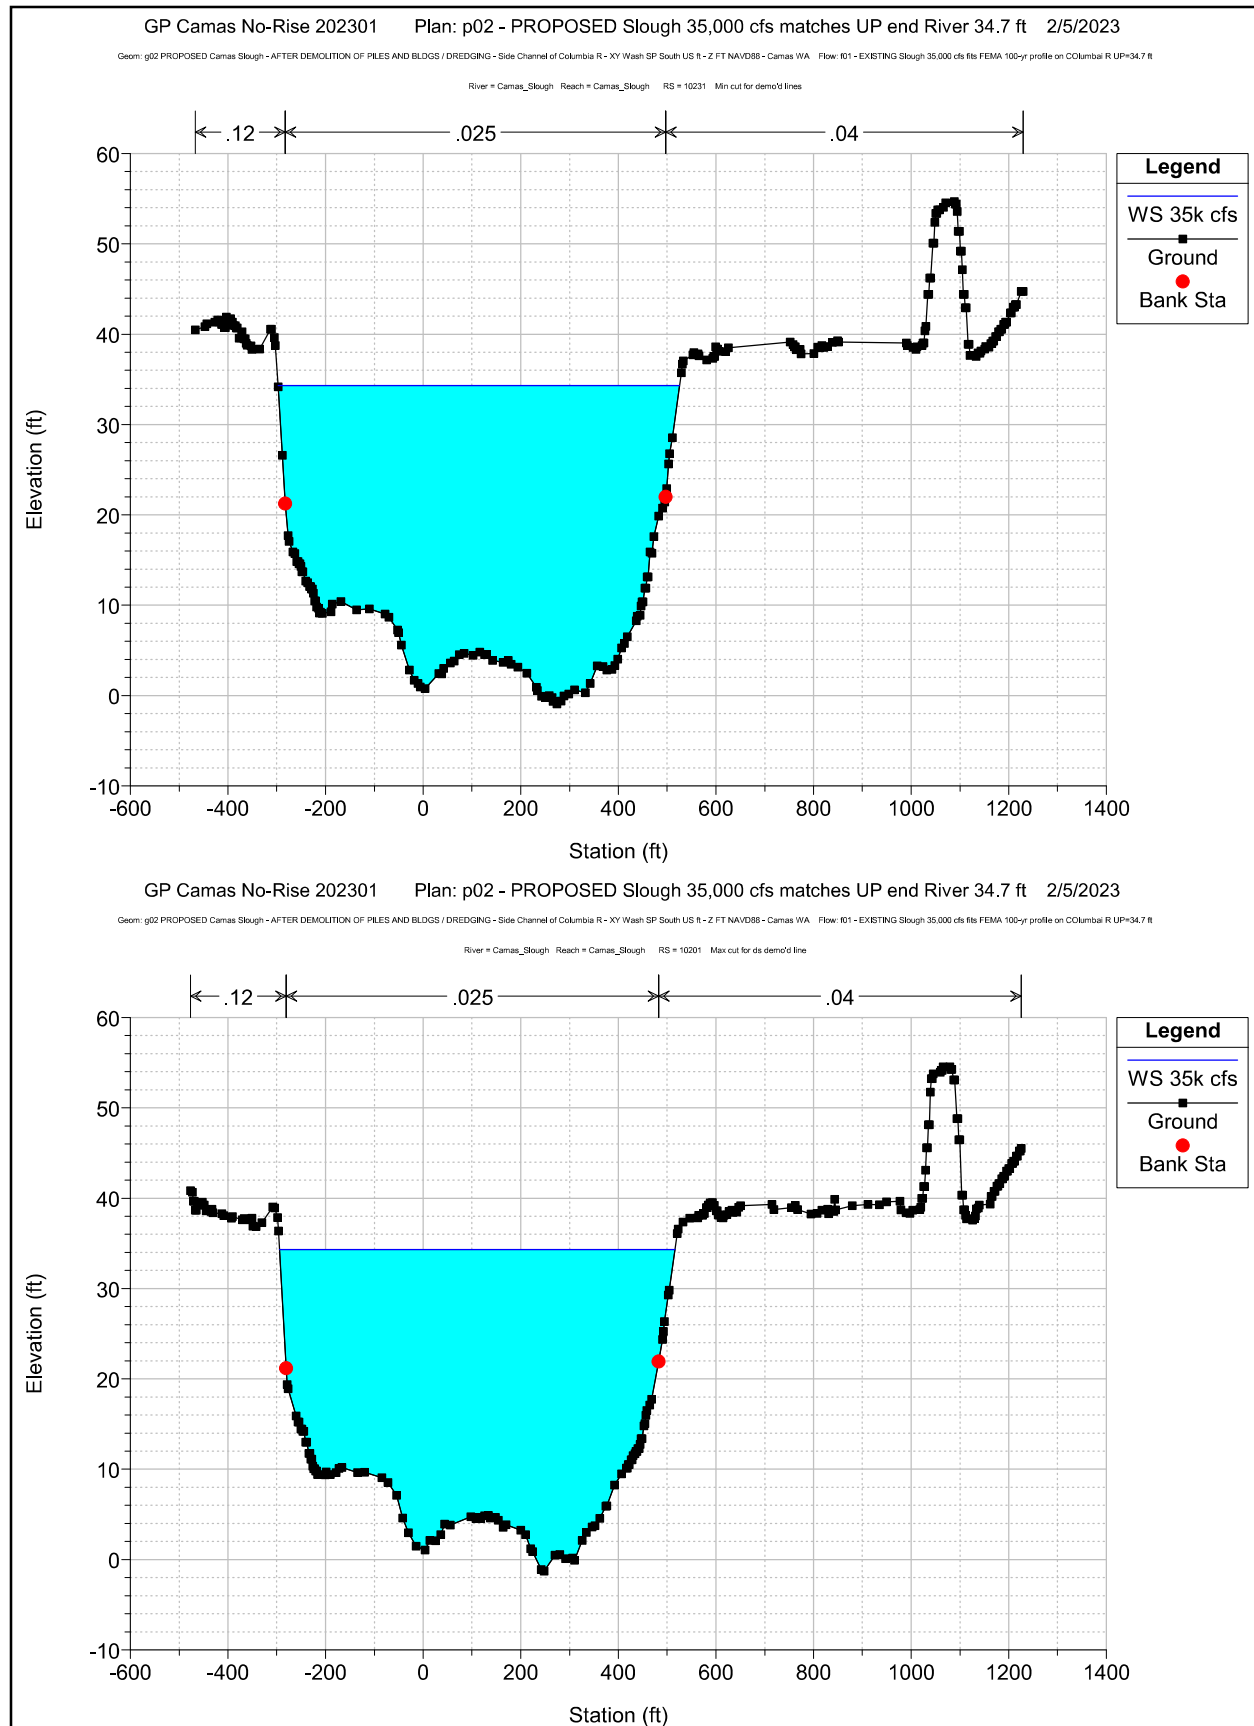 GP Camas No-Rise 202301 Plan: p02 - PROPOSED Slough 35,000 cfs matches UP end River 34.7 ft 2/5/2023
Geom: g02 PROPOSED Camas Slough - AFTER DEMOLITION OF PILES AND BLDGS / DREDGING - Side Channel of Columbia R - XY Wash SP South US ft - Z FT NAVD88 - Camas WA Flow: f01 - EXISTING Slough 35,000 cfs fits FEMA 100-yr profile on COlumbai R UP=34.7 ft
River = Camas_Slough Reach = Camas_Slough RS = 10231 Min cut for demo'd lines
.12 .025 .04
60
50
40
30
20
10
0
-10
Elevation (ft)
-600 -400 -200 0 200 400 600 800 1000 1200 1400
Station (ft)
Legend
WS 35k cfs
Ground
Bank Sta
GP Camas No-Rise 202301 Plan: p02 - PROPOSED Slough 35,000 cfs matches UP end River 34.7 ft 2/5/2023
Geom: g02 PROPOSED Camas Slough - AFTER DEMOLITION OF PILES AND BLDGS / DREDGING - Side Channel of Columbia R - XY Wash SP South US ft - Z FT NAVD88 - Camas WA Flow: f01 - EXISTING Slough 35,000 cfs fits FEMA 100-yr profile on COlumbai R UP=34.7 ft
River = Camas_Slough Reach = Camas_Slough RS = 10201 Max cut for ds demo'd line
.12 .025 .04
60
50
40
30
20
10
0
-10
Elevation (ft)
-600 -400 -200 0 200 400 600 800 1000 1200 1400
Station (ft)
Legend
WS 35k cfs
Ground
Bank Sta